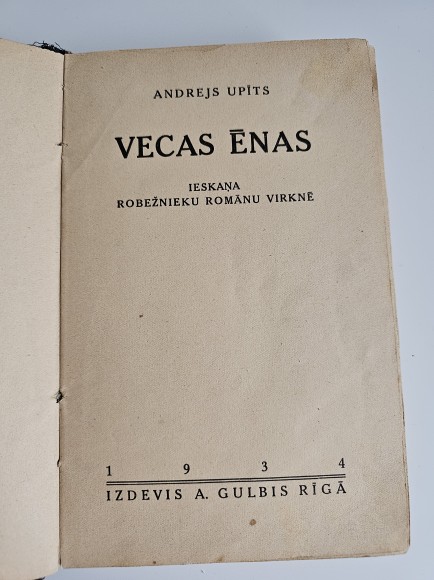 ANDREJS UPĪTS
VECAS ĒNAS
IESKAŅA
ROBEŽNIEKU ROMĀNU VIRKNĒ
1 9 3 4
IZDEVIS A. GULBIS RĪGĀ